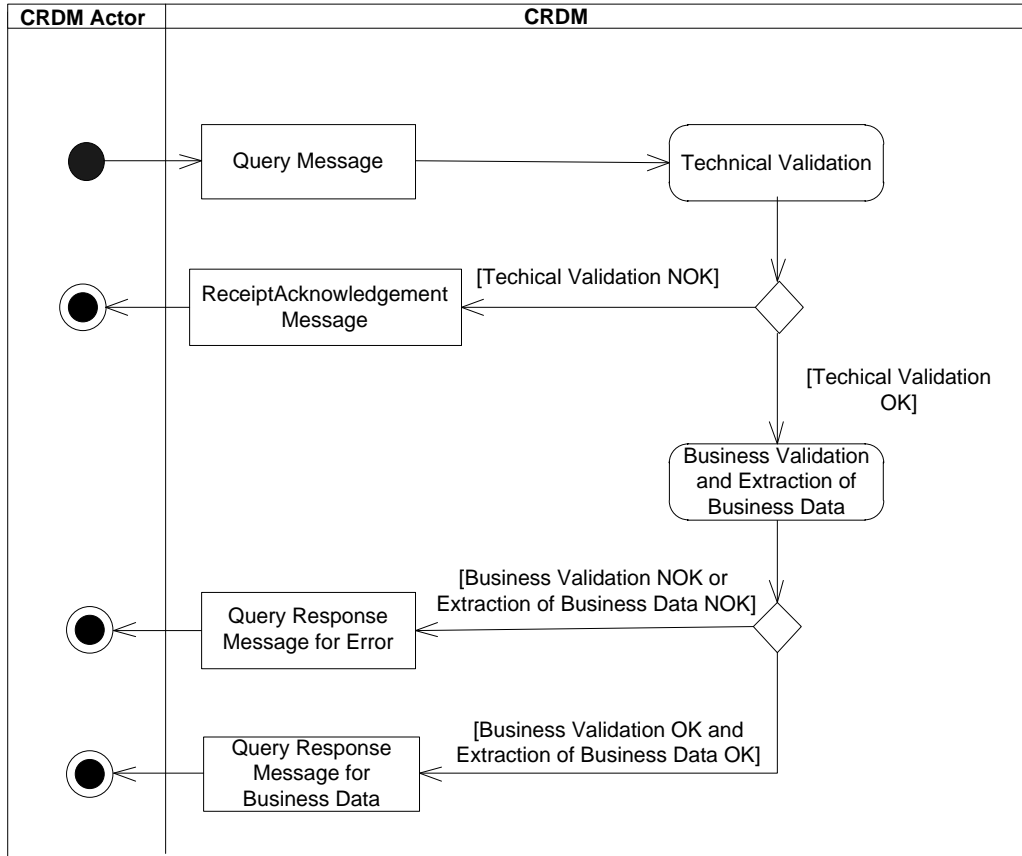 CRDM Actor
CRDM
Query Message
Technical Validation
[Techical Validation NOK]
ReceiptAcknowledgement
Message
[Techical Validation
OK]
Business Validation
and Extraction of
Business Data
[Business Validation NOK or
Extraction of Business Data NOK]
Query Response
Message for Error
[Business Validation OK and
Extraction of Business Data OK]
Query Response
Message for
Business Data